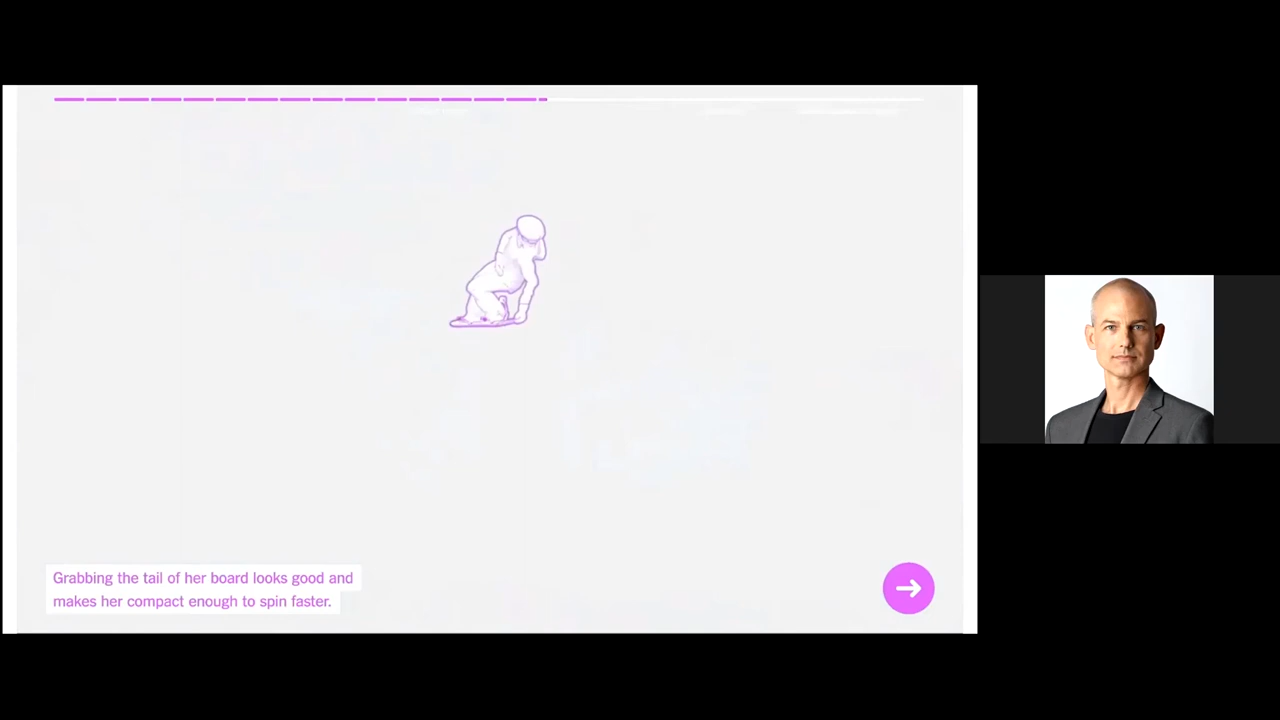 Grabbing the tail of her board looks good and
makes her compact enough to spin faster.